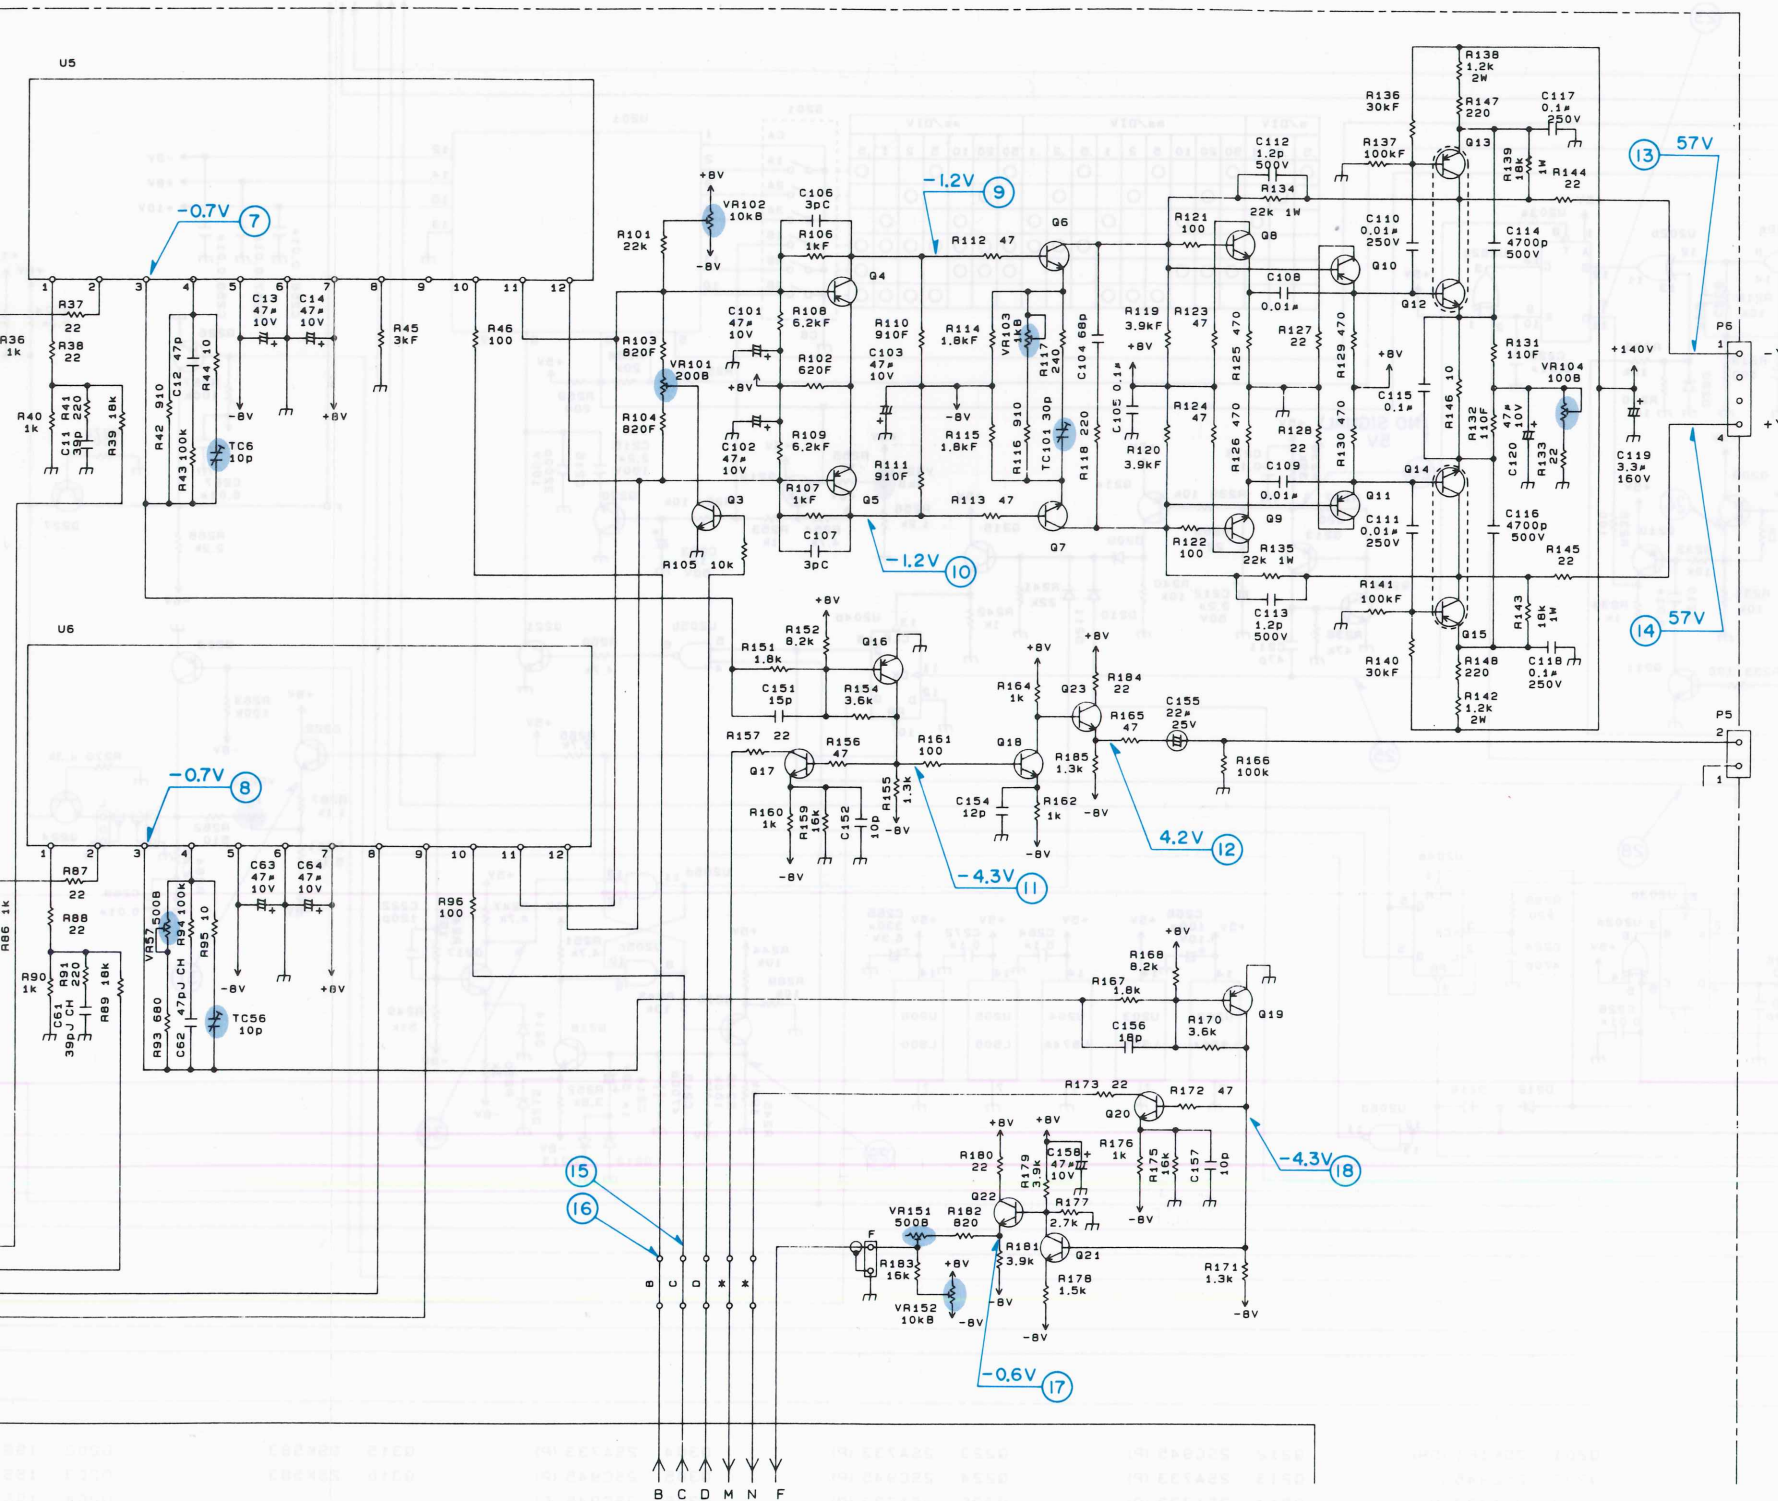 U5
-0.7V 7
1 2 3 4 5 6 7 8 9 10 11 12
R37
22
R38
22
R36
1k
R40
1k
R41
220
C11
39p
R39 18k
R42 910
C12 47p
R43 100k
R44 10
TC6
10p
C13
47μ
10V
C14
47μ
10V
-8V
+8V
R45
3kF
R46
100
R101
22k
+8V
VR102
10kB
-8V
R103
820F
VR101
200B
R104
820F
C101
47μ
10V
+8V
C102
47μ
10V
Q3
R105 10k
C106
3pC
R106
1kF
Q4
R108
6.2kF
R102
620F
R109
6.2kF
R107
1kF
Q5
C107
3pC
-1.2V 9
R110
910F
C103
47μ
10V
R111
910F
-1.2V 10
R112 47
R114
1.8kF
-8V
R115
1.8kF
R113 47
Q6
VR103
1kB
R117
240
R116 910
TC101 30p
Q7
C104 68p
R118 220
C105 0.1μ
R119
3.9kF
+8V
R120
3.9kF
R121
100
R123
47
R124
47
R122
100
C112
1.2p
500V
R134
22k 1W
Q8
R125 470
R126 470
C108
0.01μ
C109
0.01μ
Q9
R135
22k 1W
C113
1.2p
500V
R127
22
R128
22
R129 470
R130 470
Q10
+8V
Q11
R136
30kF
R137
100kF
C110
0.01μ
250V
C111
0.01μ
250V
R141
100kF
R140
30kF
R138
1.2k
2W
R147
220
Q13
Q12
C115
0.1μ
R146 10
Q14
Q15
R148
220
R142
1.2k
2W
C117
0.1μ
250V
R139
18k
1W
R144
22
C114
4700p
500V
R131
110F
R132
110F
C120
47μ
10V
R133
22
VR104
100B
+140V
C119
3.3μ
160V
C116
4700p
500V
R145
22
R143
18k
1W
C118
0.1μ
250V
13 57V
14 57V
P6
1
4
-Y
+Y
P5
2
1
U6
-0.7V 8
1 2 3 4 5 6 7 8 9 10 11 12
R87
22
R88
22
R86 1k
R90
1k
R91
220
C61
39pJ CH
R89 18k
VR57 500B
R93 680
R94 100k
C62 47pJ CH
R95 10
TC56
10p
C63
47μ
10V
C64
47μ
10V
-8V
+8V
R96
100
+8V
R152
8.2k
R151
1.8k
Q16
C151
15p
R154
3.6k
R157 22
Q17
R156
47
R155
1.3k
-8V
R160
1k
R159
16k
C152
10p
-8V
R161
100
-4.3V 11
+8V
R164
1k
Q18
C154
12p
R162
1k
-8V
+8V
R184
22
Q23
R165
47
R185
1.3k
-8V
C155
22μ
25V
R166
100k
4.2V 12
+8V
R168
8.2k
R167
1.8k
Q19
C156
18p
R170
3.6k
R173 22
R172 47
Q20
R176
1k
R175
16k
C157
10p
-8V
-4.3V 18
+8V
R180
22
Q22
+8V
R179
3.9k
C158
47μ
10V
R177
2.7k
Q21
R171
1.3k
-8V
R178
1.5k
-8V
R181
3.9k
-8V
VR151
500B
R182
820
F
R183
16k
+8V
VR152
10kB
-8V
-0.6V 17
15
16
B C D * *
B C D M N F